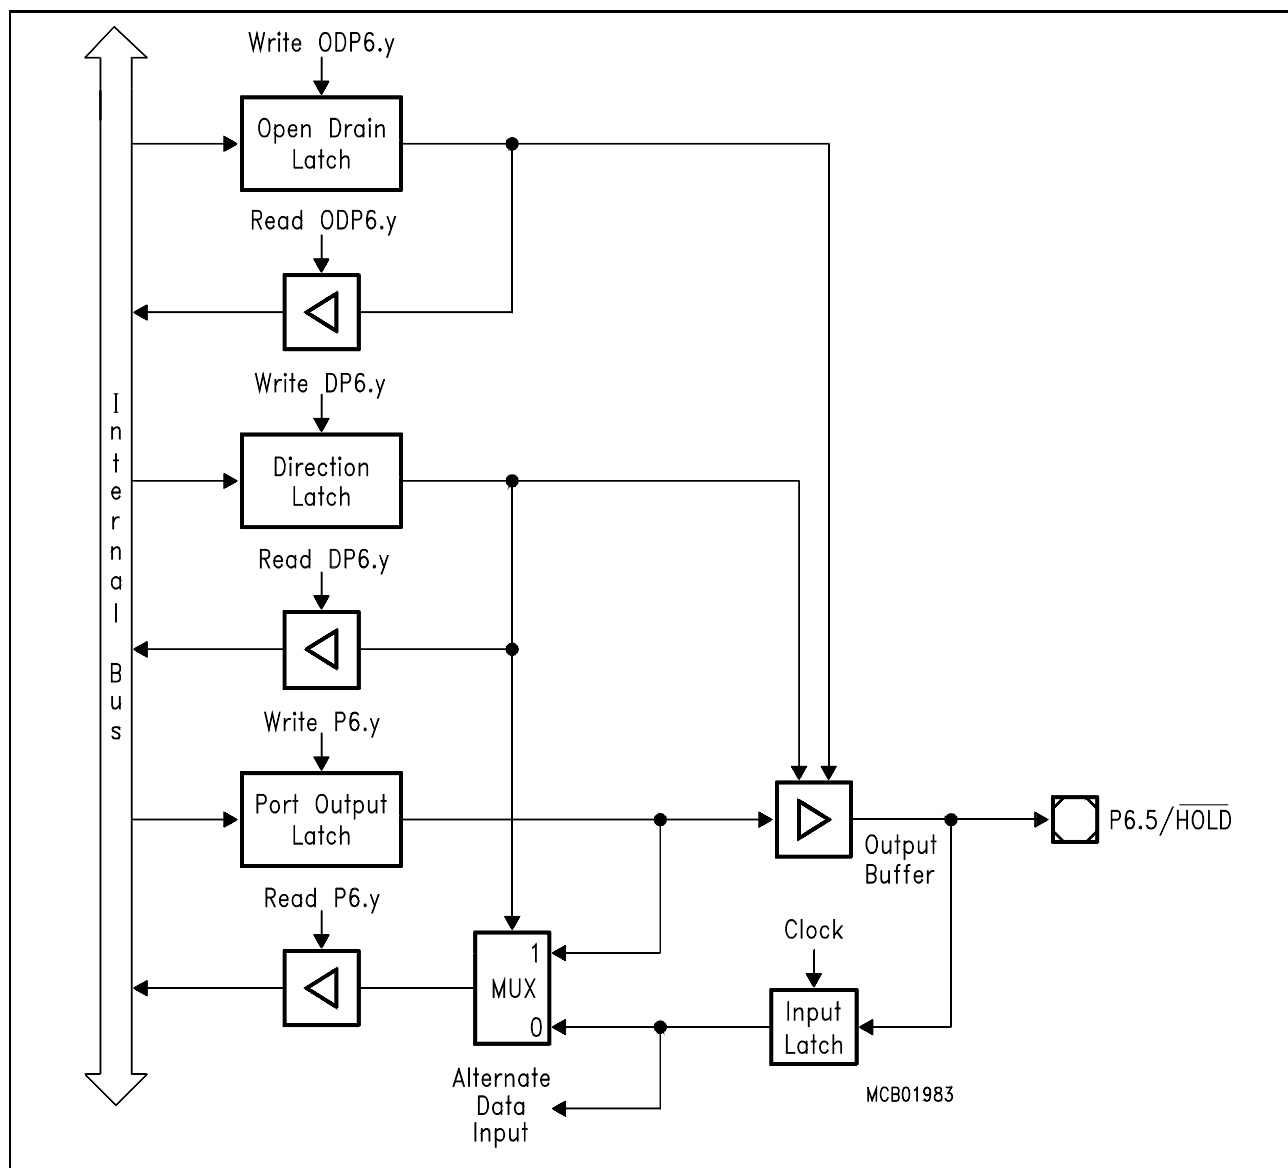 Write ODP6.y
Open Drain
Latch
Read ODP6.y
Write DP6.y
Direction
Latch
Read DP6.y
Internal Bus
Write P6.y
Port Output
Latch
Output
Buffer
P6.5/HOLD
Read P6.y
1
MUX
0
Clock
Input
Latch
Alternate
Data
Input
MCB01983